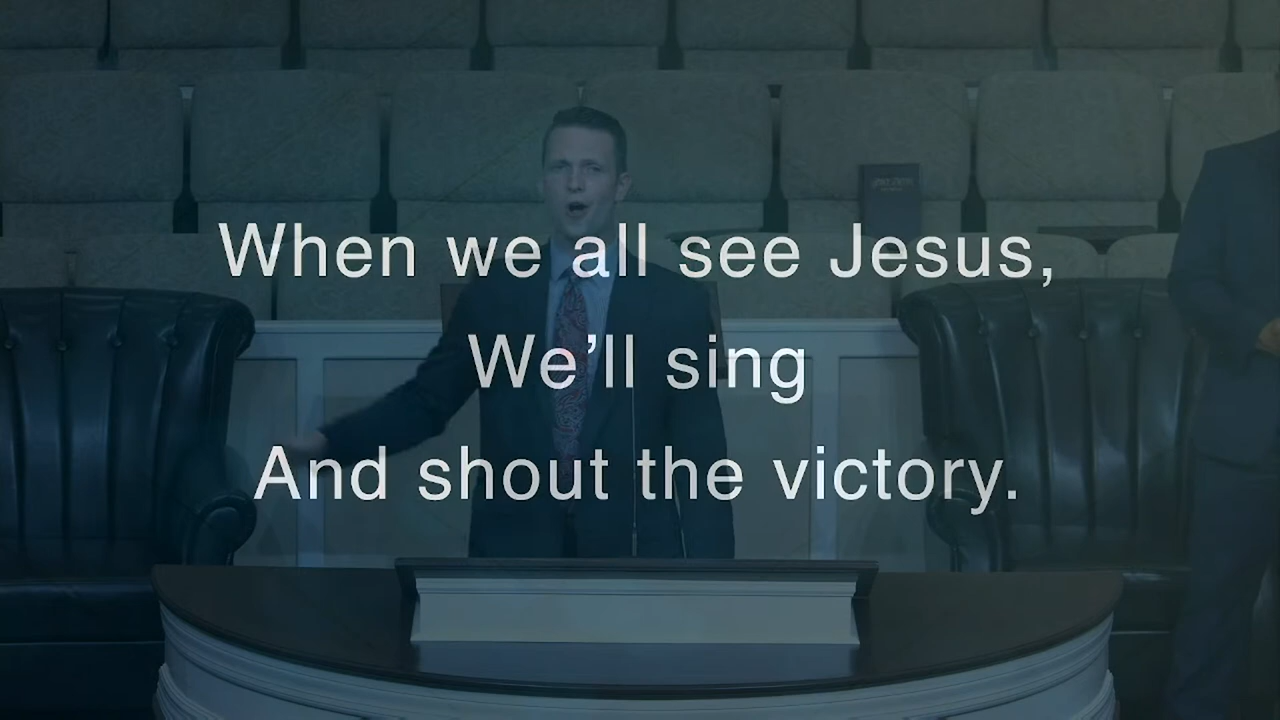 When we all see Jesus,
We’ll sing
And shout the victory.